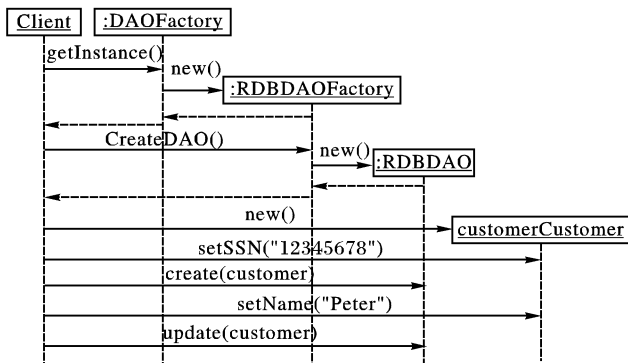 Client
:DAOFactory
getInstance()
new()
:RDBDAOFactory
CreateDAO()
new()
:RDBDAO
new()
customerCustomer
setSSN("12345678")
create(customer)
setName("Peter")
update(customer)